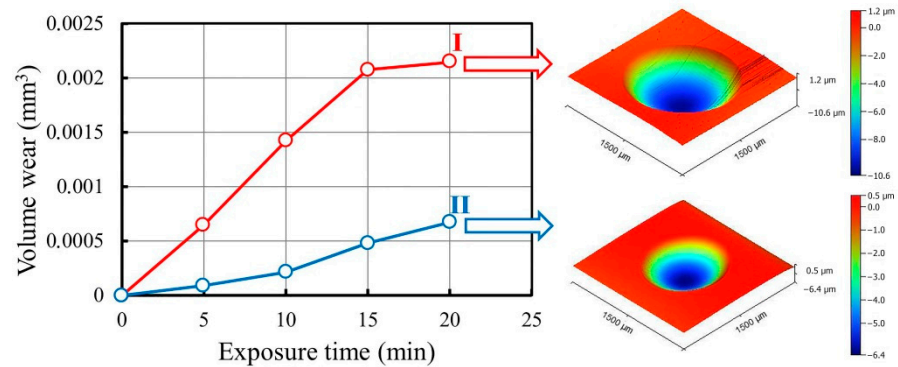 Volume wear (mm³)
0.0025
0.002
0.0015
0.001
0.0005
0
0
5
10
15
20
25
Exposure time (min)
I
II
1.2 µm
−10.6 µm
1500 µm
1500 µm
1.2 µm
0.0
−2.0
−4.0
−6.0
−8.0
−10.6
0.5 µm
−6.4 µm
1500 µm
1500 µm
0.5 µm
0.0
−1.0
−2.0
−3.0
−4.0
−5.0
−6.4